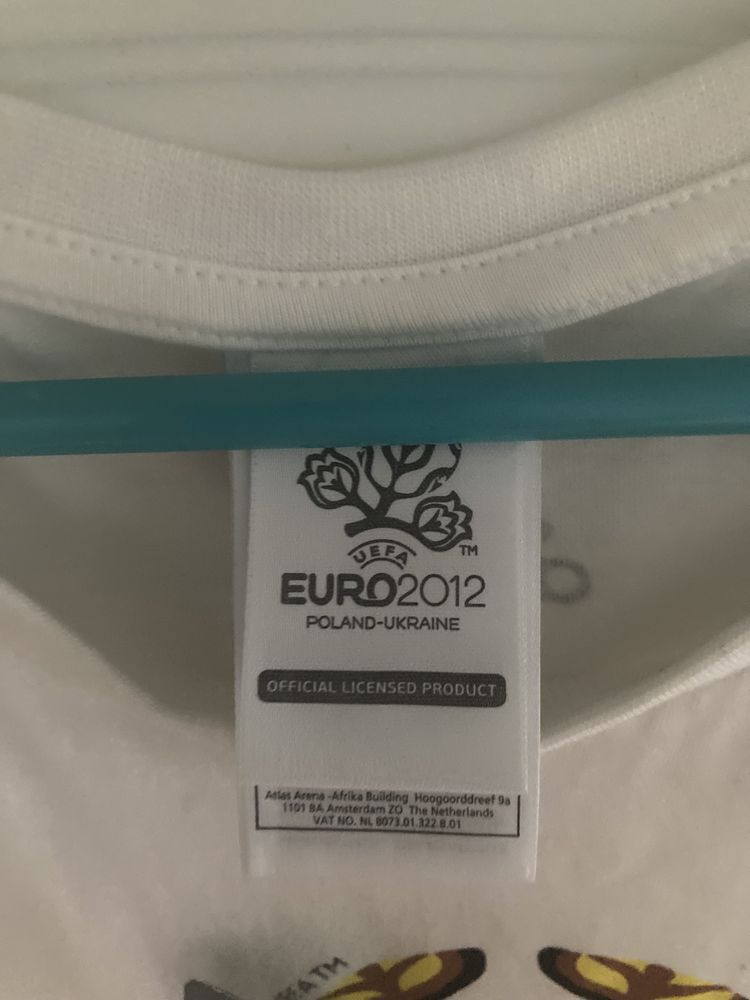 UEFA
TM
EURO2012
POLAND-UKRAINE
OFFICIAL LICENSED PRODUCT
Atlas Arena -Afrika Building Hoogoorddreef 9a
1101 BA Amsterdam ZO The Netherlands
VAT NO. NL 8073.01.322.B.01